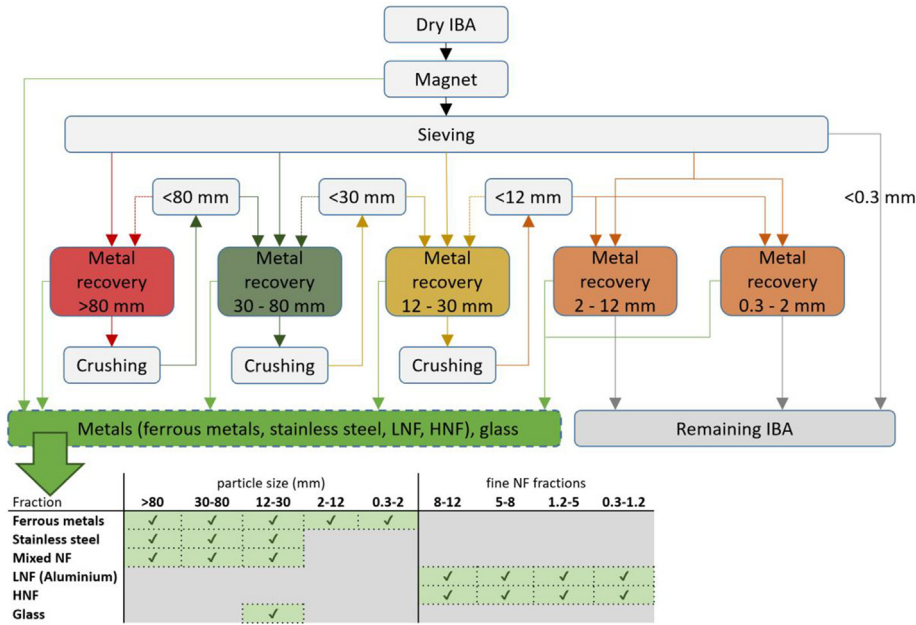 Dry IBA
Magnet
Sieving
<80 mm
<30 mm
<12 mm
<0.3 mm
Metal
recovery
>80 mm
Metal
recovery
30 - 80 mm
Metal
recovery
12 - 30 mm
Metal
recovery
2 - 12 mm
Metal
recovery
0.3 - 2 mm
Crushing
Crushing
Crushing
Metals (ferrous metals, stainless steel, LNF, HNF), glass
Remaining IBA
particle size (mm) fine NF fractions
Fraction >80 30-80 12-30 2-12 0.3-2 8-12 5-8 1.2-5 0.3-1.2
Ferrous metals ✓ ✓ ✓ ✓ ✓
Stainless steel ✓ ✓ ✓
Mixed NF ✓ ✓ ✓
LNF (Aluminium) ✓ ✓ ✓ ✓
HNF ✓ ✓ ✓ ✓
Glass ✓